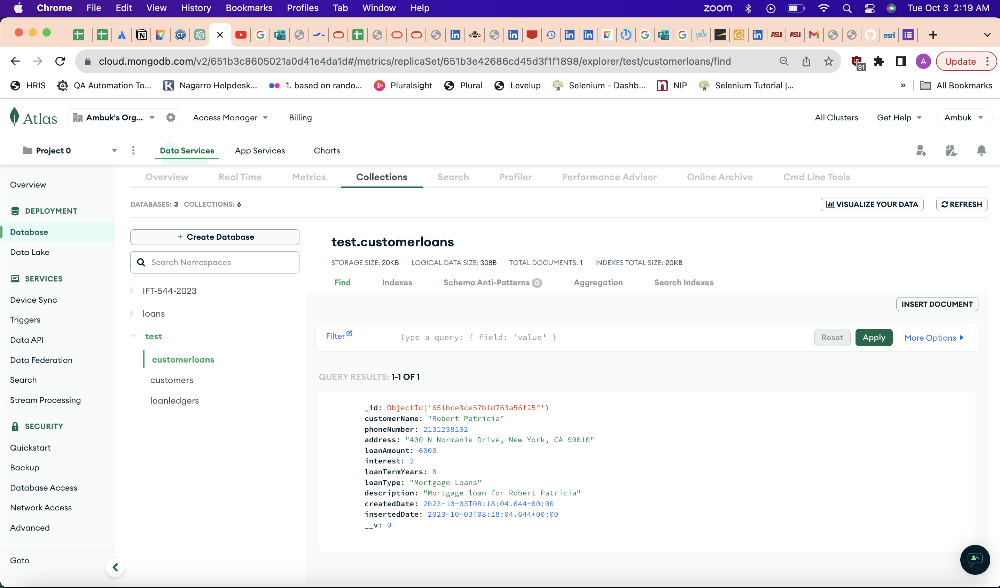 Chrome File Edit View History Bookmarks Profiles Tab Window Help zoom Tue Oct 3 2:19 AM
cloud.mongodb.com/v2/651b3c8605021a0d41e4da1d#/metrics/replicaSet/651b3e42686cd45d3f1f1898/explorer/test/customerloans/find 91 A Update
HRIS QA Automation To... Nagarro Helpdesk... 1. based on rando... Pluralsight Plural Levelup Selenium - Dashb... NIP Selenium Tutorial |... » All Bookmarks
Atlas Ambuk's Org... Access Manager Billing All Clusters Get Help Ambuk
Project 0 Data Services App Services Charts
Overview
DEPLOYMENT
Database
Data Lake
SERVICES
Device Sync
Triggers
Data API
Data Federation
Search
Stream Processing
SECURITY
Quickstart
Backup
Database Access
Network Access
Advanced
Goto
Overview Real Time Metrics Collections Search Profiler Performance Advisor Online Archive Cmd Line Tools
DATABASES: 3 COLLECTIONS: 6 VISUALIZE YOUR DATA REFRESH
+ Create Database
Search Namespaces
IFT-544-2023
loans
test
customerloans
customers
loanledgers
test.customerloans
STORAGE SIZE: 20KB LOGICAL DATA SIZE: 308B TOTAL DOCUMENTS: 1 INDEXES TOTAL SIZE: 20KB
Find Indexes Schema Anti-Patterns 0 Aggregation Search Indexes
INSERT DOCUMENT
Filter Type a query: { field: 'value' } Reset Apply More Options
QUERY RESULTS: 1-1 OF 1
_id: ObjectId('651bce3ce57b1d763a56f25f')
customerName: "Robert Patricia"
phoneNumber: 2131238102
address: "400 N Normanie Drive, New York, CA 90010"
loanAmount: 6000
interest: 2
loanTermYears: 8
loanType: "Mortgage Loans"
description: "Mortgage loan for Robert Patricia"
createdDate: 2023-10-03T08:18:04.644+00:00
insertedDate: 2023-10-03T08:18:04.644+00:00
__v: 0